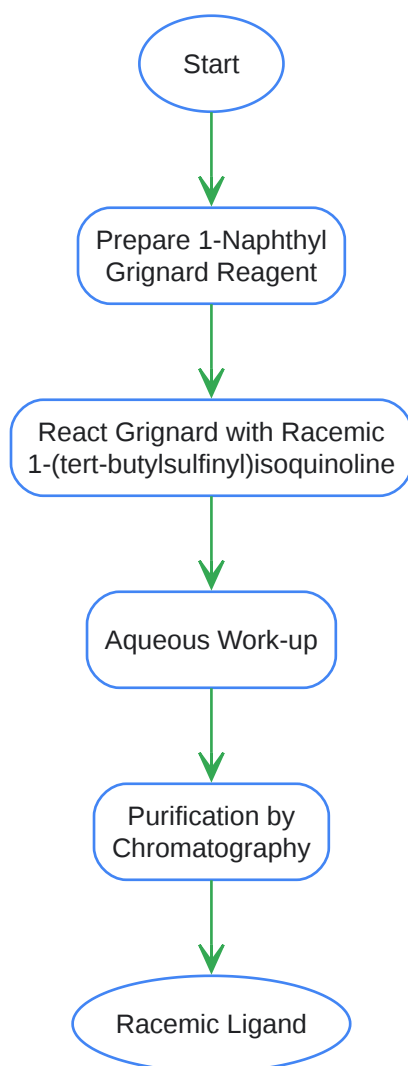 Start
Prepare 1-Naphthyl
Grignard Reagent
React Grignard with Racemic
1-(tert-butylsulfinyl)isoquinoline
Aqueous Work-up
Purification by
Chromatography
Racemic Ligand